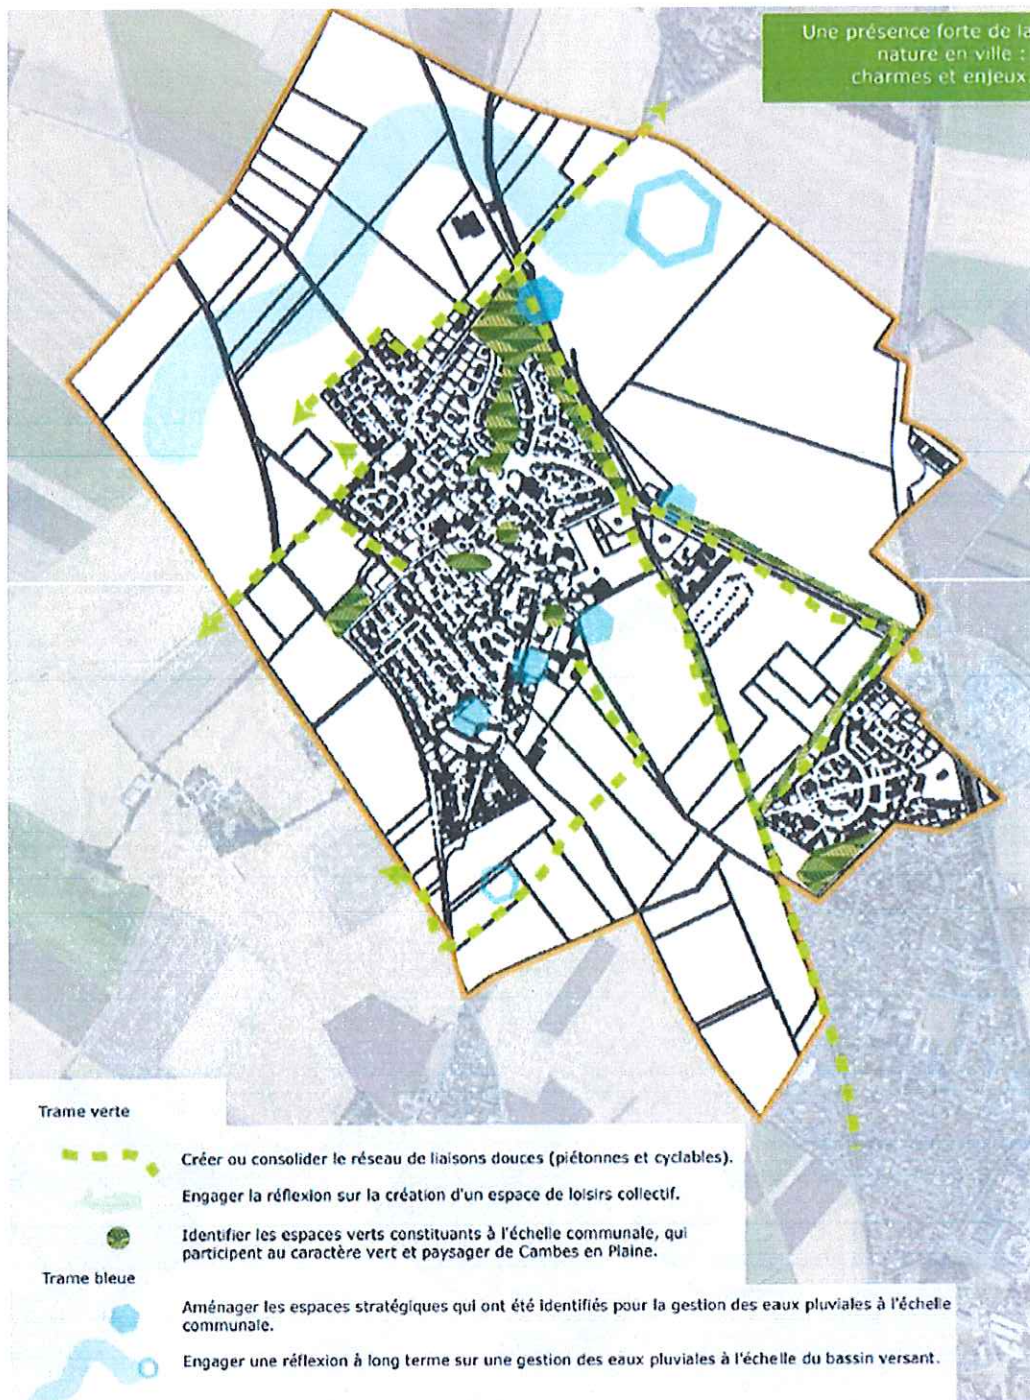 Une présence forte de la
nature en ville :
charmes et enjeux
Trame verte
Créer ou consolider le réseau de liaisons douces (piétonnes et cyclables).
Engager la réflexion sur la création d'un espace de loisirs collectif.
Identifier les espaces verts constituants à l'échelle communale, qui
participent au caractère vert et paysager de Cambes en Plaine.
Trame bleue
Aménager les espaces stratégiques qui ont été identifiés pour la gestion des eaux pluviales à l'échelle
communale.
Engager une réflexion à long terme sur une gestion des eaux pluviales à l'échelle du bassin versant.